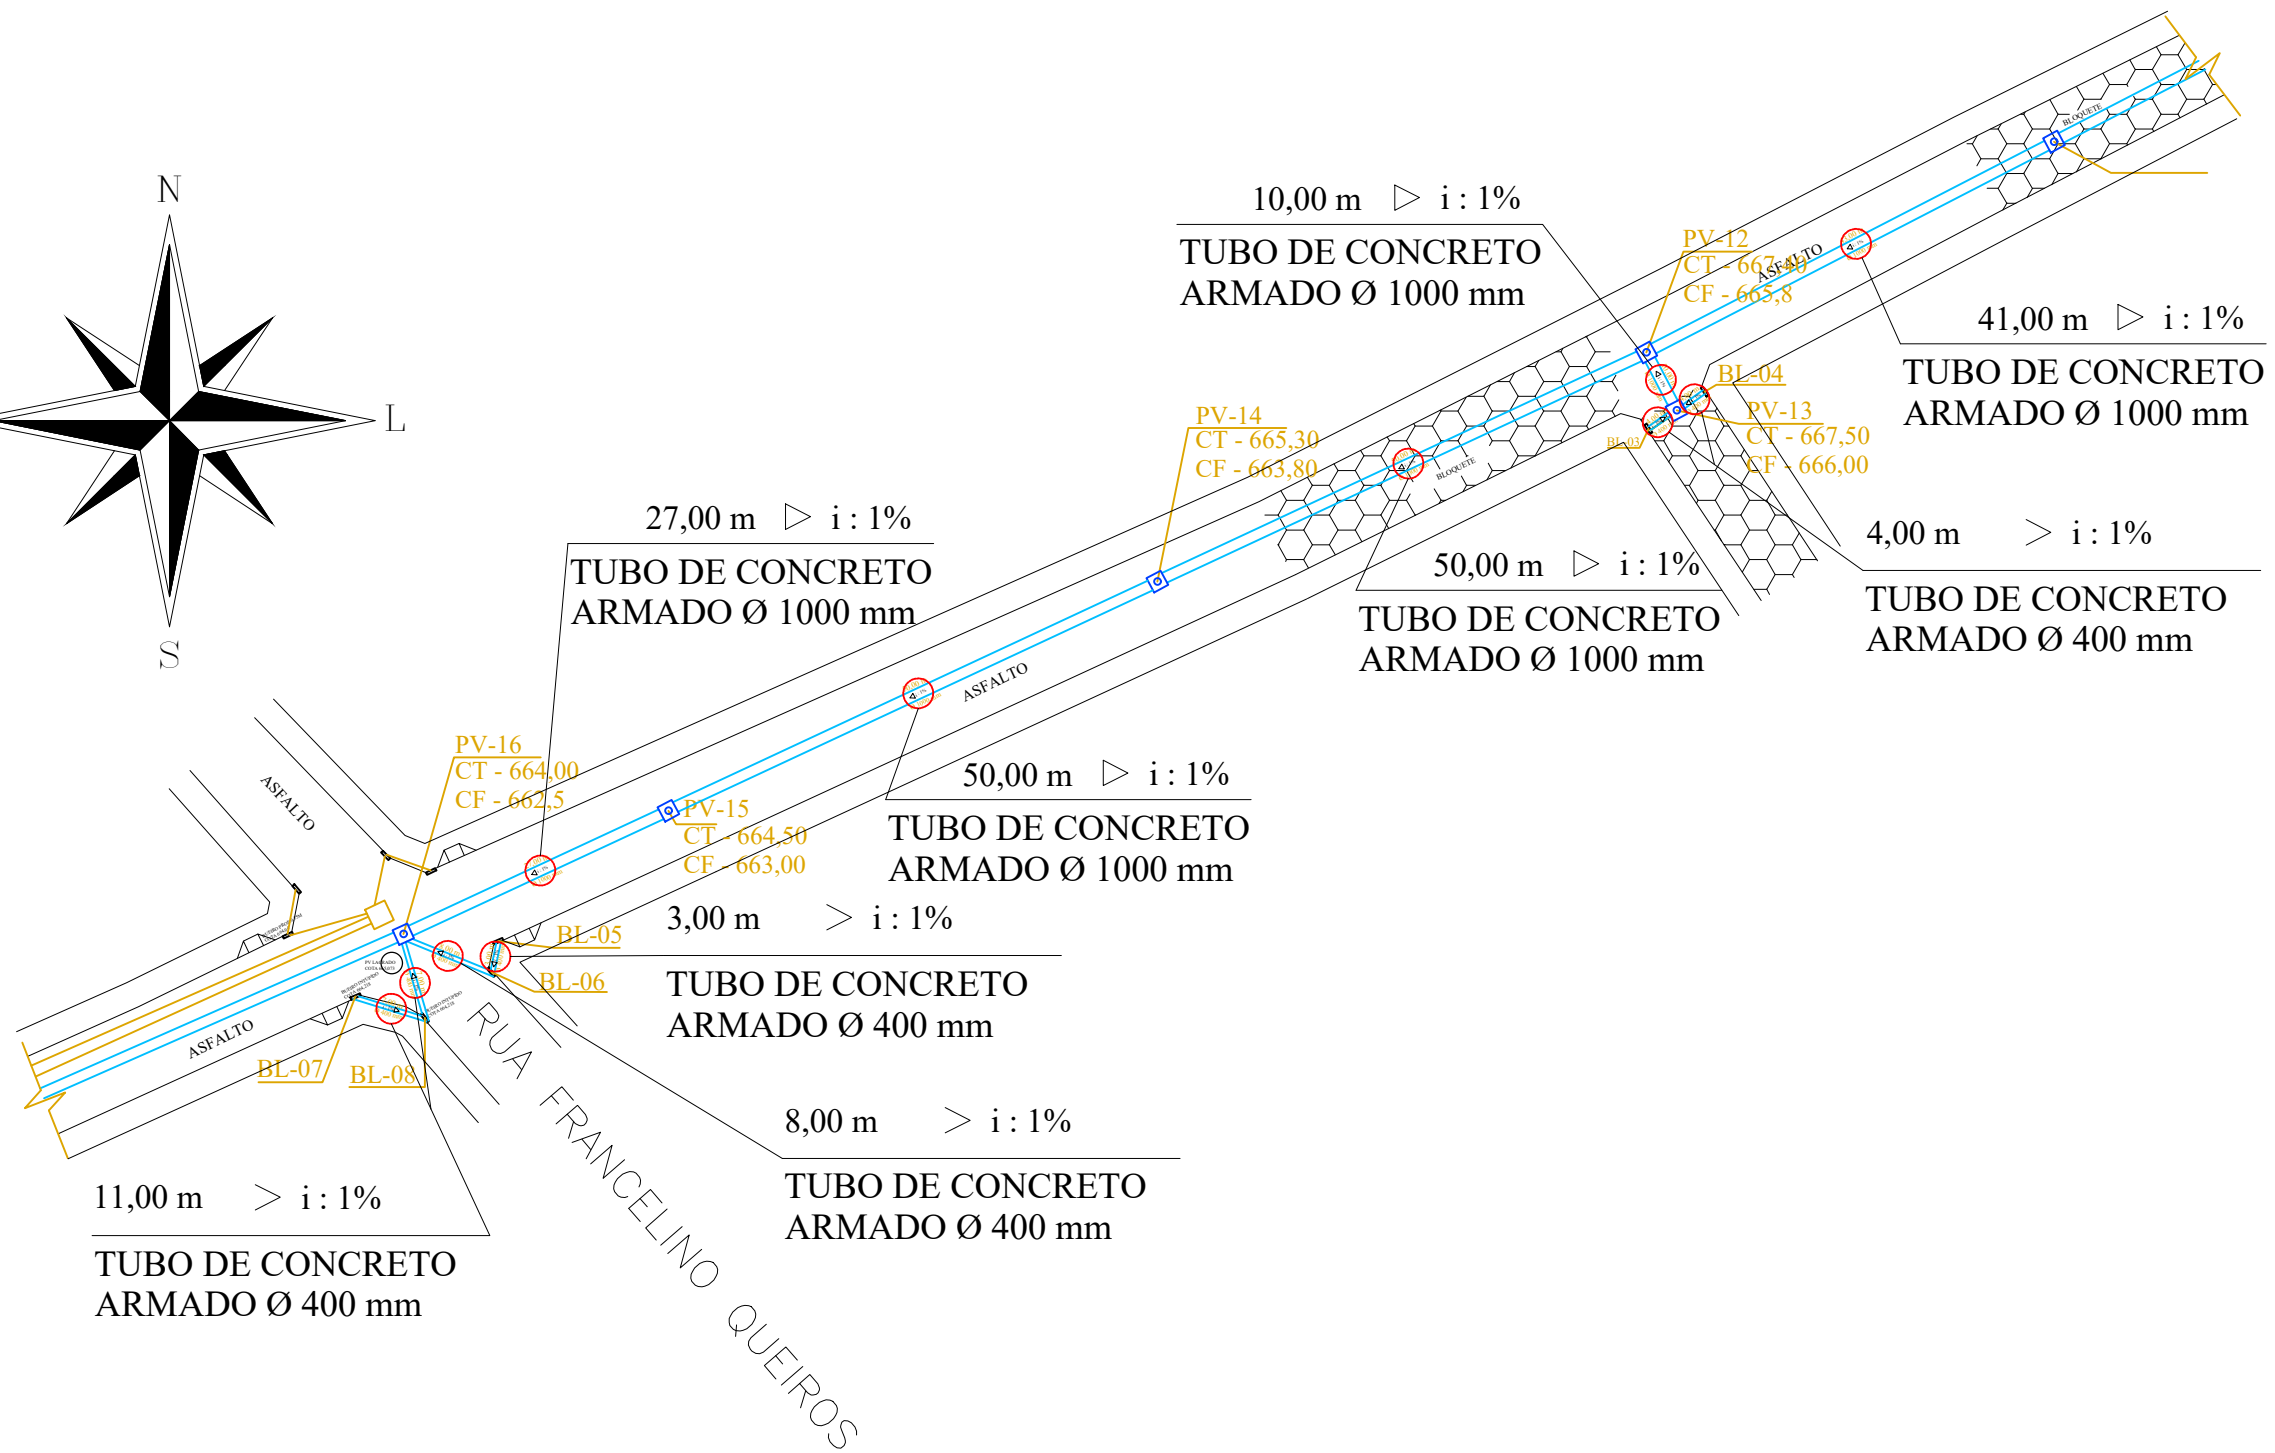 N
L
S
BLOQUETE
10,00 m i : 1%
TUBO DE CONCRETO
ARMADO Ø 1000 mm
PV-12
CT - 667,40
CF - 665,8
ASFALTO
41,00 m i : 1%
TUBO DE CONCRETO
ARMADO Ø 1000 mm
BL-04
PV-13
CT - 667,50
CF - 666,00
BL-03
PV-14
CT - 665,30
CF - 663,80
BLOQUETE
27,00 m i : 1%
TUBO DE CONCRETO
ARMADO Ø 1000 mm
50,00 m i : 1%
TUBO DE CONCRETO
ARMADO Ø 1000 mm
4,00 m > i : 1%
TUBO DE CONCRETO
ARMADO Ø 400 mm
ASFALTO
PV-16
CT - 664,00
CF - 662,5
ASFALTO
PV-15
CT - 664,50
CF - 663,00
50,00 m i : 1%
TUBO DE CONCRETO
ARMADO Ø 1000 mm
3,00 m > i : 1%
TUBO DE CONCRETO
ARMADO Ø 400 mm
BL-05
BL-06
PV LACRADO
ASFALTO
BL-07
BL-08
RUA FRANCELINO QUEIROS
8,00 m > i : 1%
TUBO DE CONCRETO
ARMADO Ø 400 mm
11,00 m > i : 1%
TUBO DE CONCRETO
ARMADO Ø 400 mm